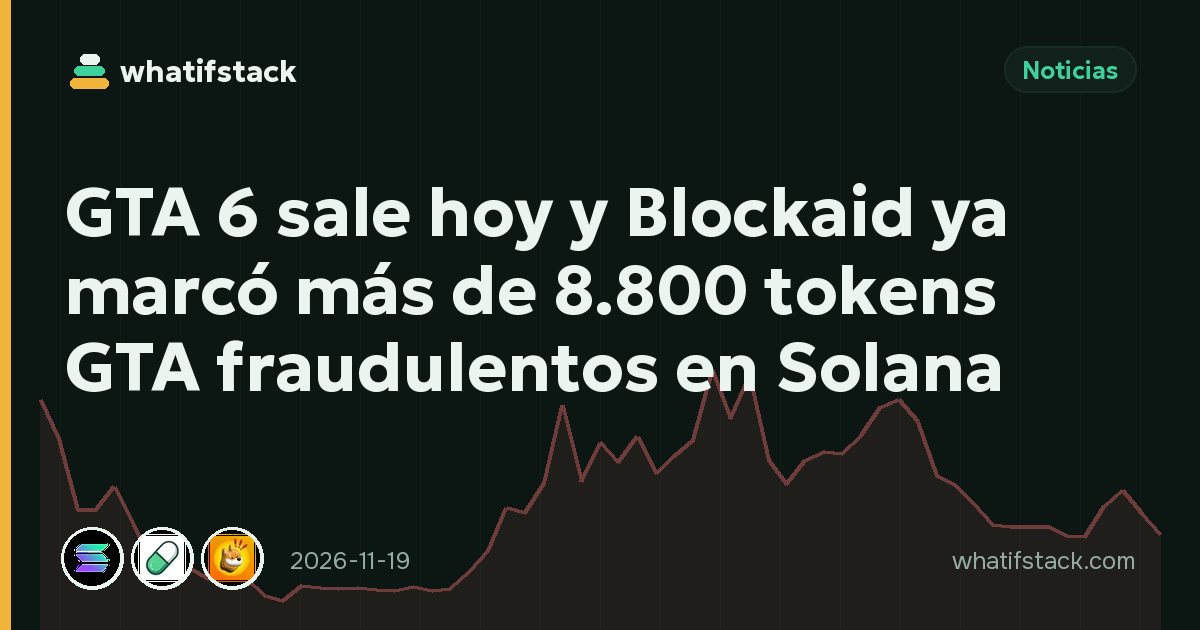 whatifstack
Noticias
GTA 6 sale hoy y Blockaid ya
marcó más de 8.800 tokens
GTA fraudulentos en Solana
2026-11-19
whatifstack.com